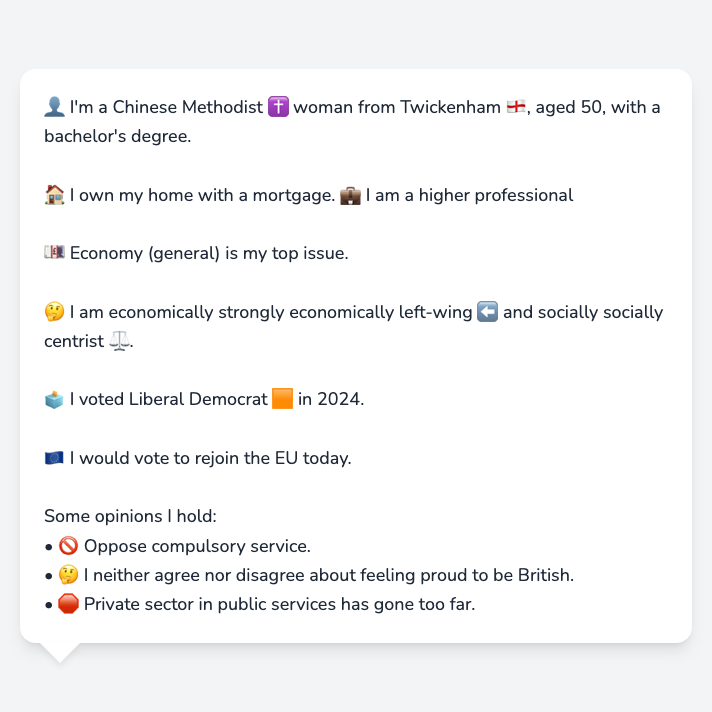 👤 I'm a Chinese Methodist ✝️ woman from Twickenham 🏴󠁧󠁢󠁥󠁮󠁧󠁿, aged 50, with a
bachelor's degree.
🏠 I own my home with a mortgage. 💼 I am a higher professional
💷 Economy (general) is my top issue.
🤔 I am economically strongly economically left-wing ⬅️ and socially socially
centrist ⚖️.
🗳️ I voted Liberal Democrat 🟧 in 2024.
🇪🇺 I would vote to rejoin the EU today.
Some opinions I hold:
• 🚫 Oppose compulsory service.
• 🤔 I neither agree nor disagree about feeling proud to be British.
• 🛑 Private sector in public services has gone too far.